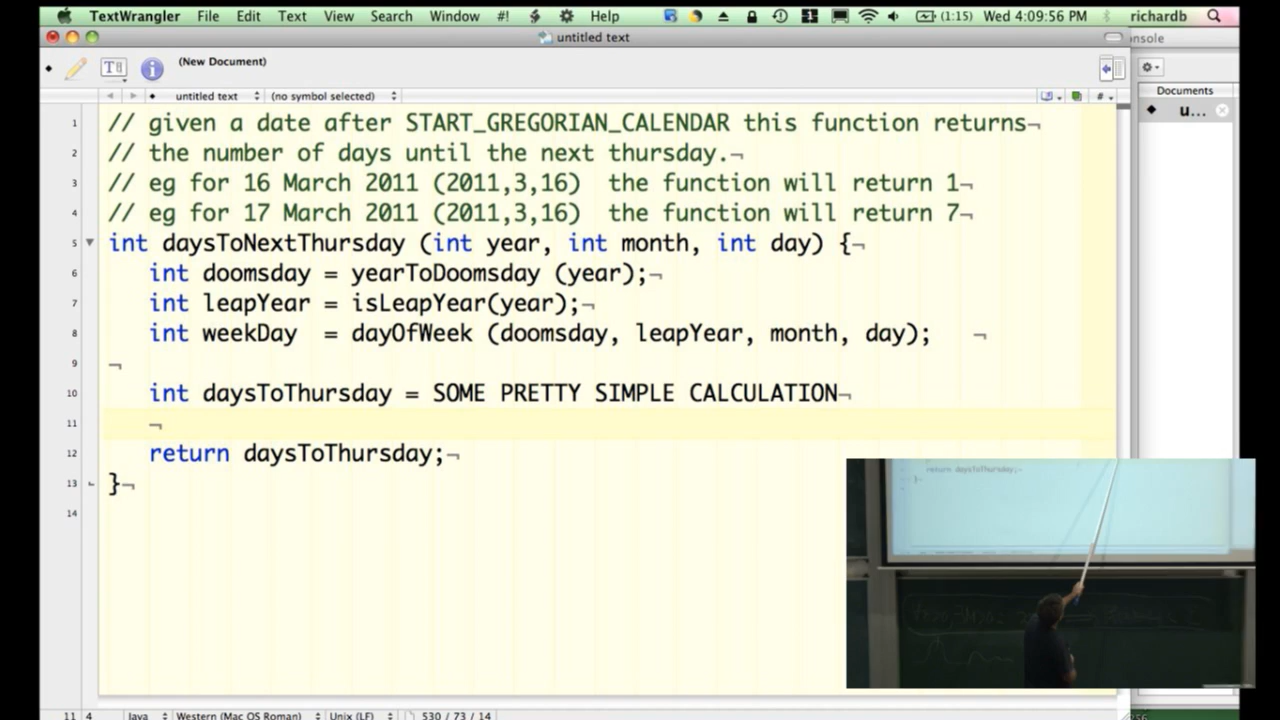 TextWrangler File Edit Text View Search Window #! Help (1:15) Wed 4:09:56 PM richardb
untitled text
nsole
(New Document)
Documents
untitled text (no symbol selected) #
u...
1 // given a date after START_GREGORIAN_CALENDAR this function returns¬
2 // the number of days until the next thursday.¬
3 // eg for 16 March 2011 (2011,3,16)  the function will return 1¬
4 // eg for 17 March 2011 (2011,3,16)  the function will return 7¬
5 int daysToNextThursday (int year, int month, int day) {¬
6    int doomsday = yearToDoomsday (year);¬
7    int leapYear = isLeapYear(year);¬
8    int weekDay  = dayOfWeek (doomsday, leapYear, month, day);   ¬
9 ¬
10    int daysToThursday = SOME PRETTY SIMPLE CALCULATION¬
11    ¬
12    return daysToThursday;¬
13 }¬
14
return daysToThursday;¬
}¬
11 4 Java Western (Mac OS Roman) Unix (LF) 530 / 73 / 14